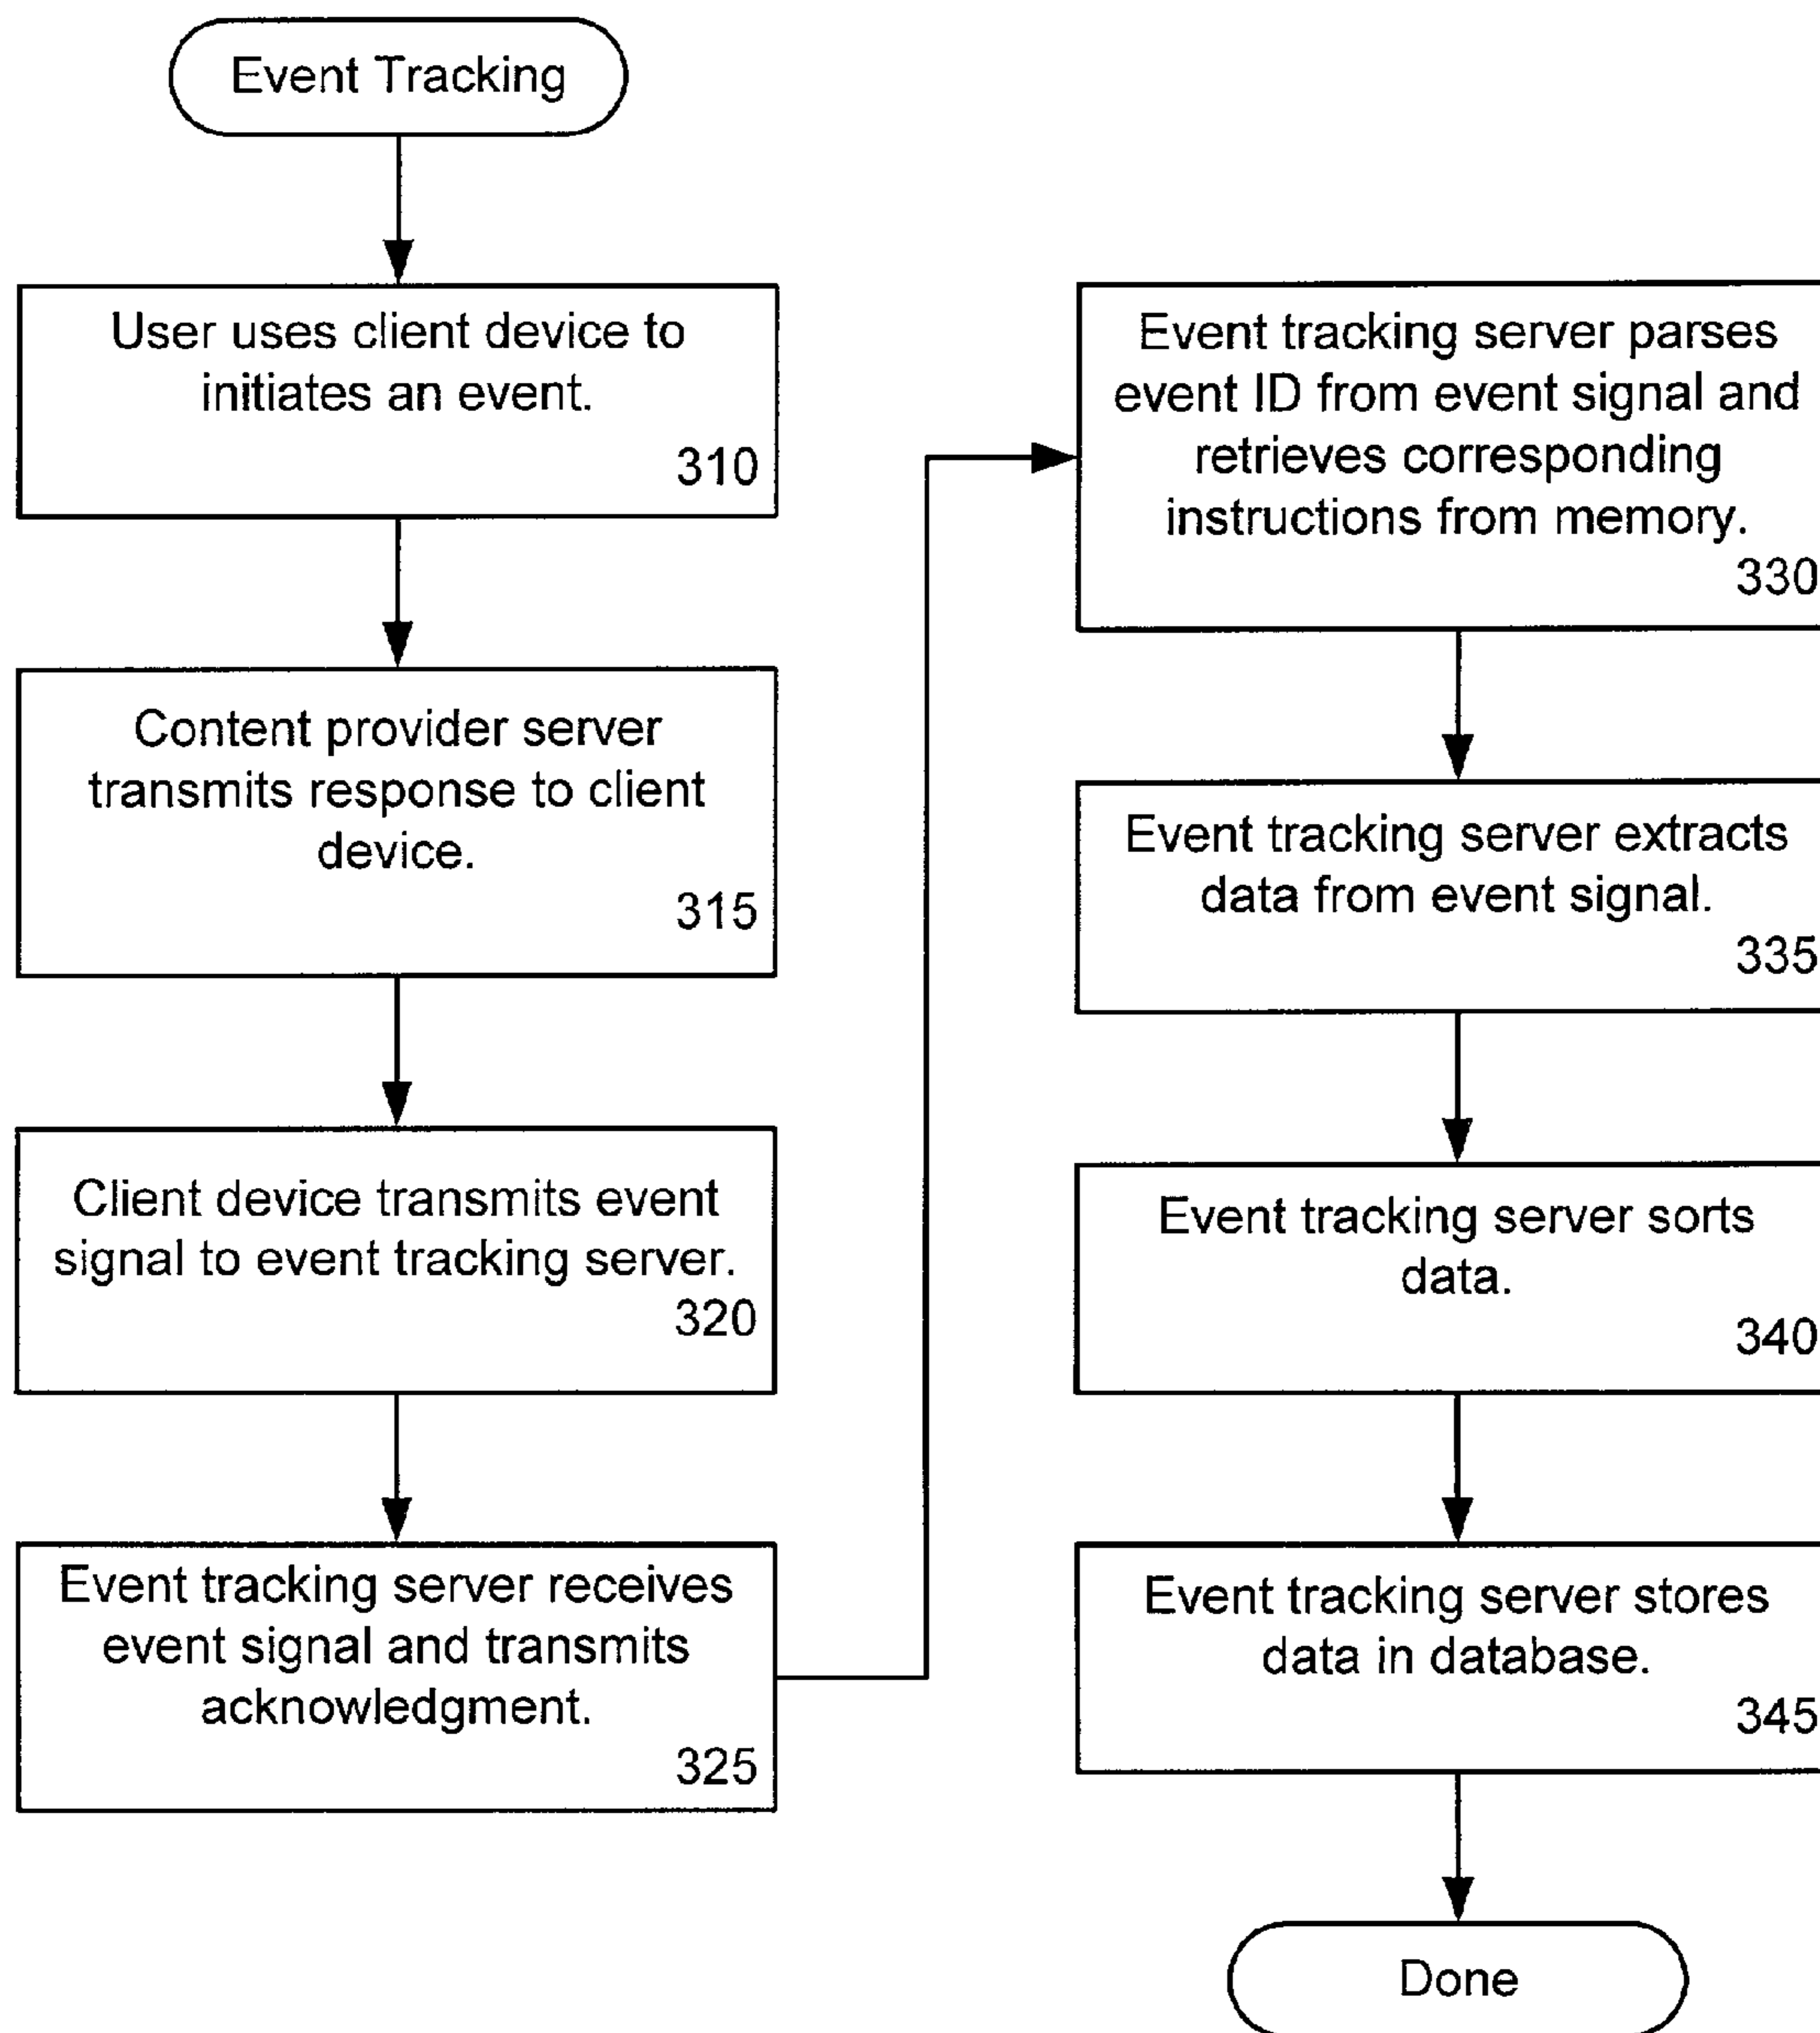 Event Tracking
User uses client device to
initiates an event.
310
Content provider server
transmits response to client
device.
315
Client device transmits event
signal to event tracking server.
320
Event tracking server receives
event signal and transmits
acknowledgment.
325
Event tracking server parses
event ID from event signal and
retrieves corresponding
instructions from memory.
330
Event tracking server extracts
data from event signal.
335
Event tracking server sorts
data.
340
Event tracking server stores
data in database.
345
Done